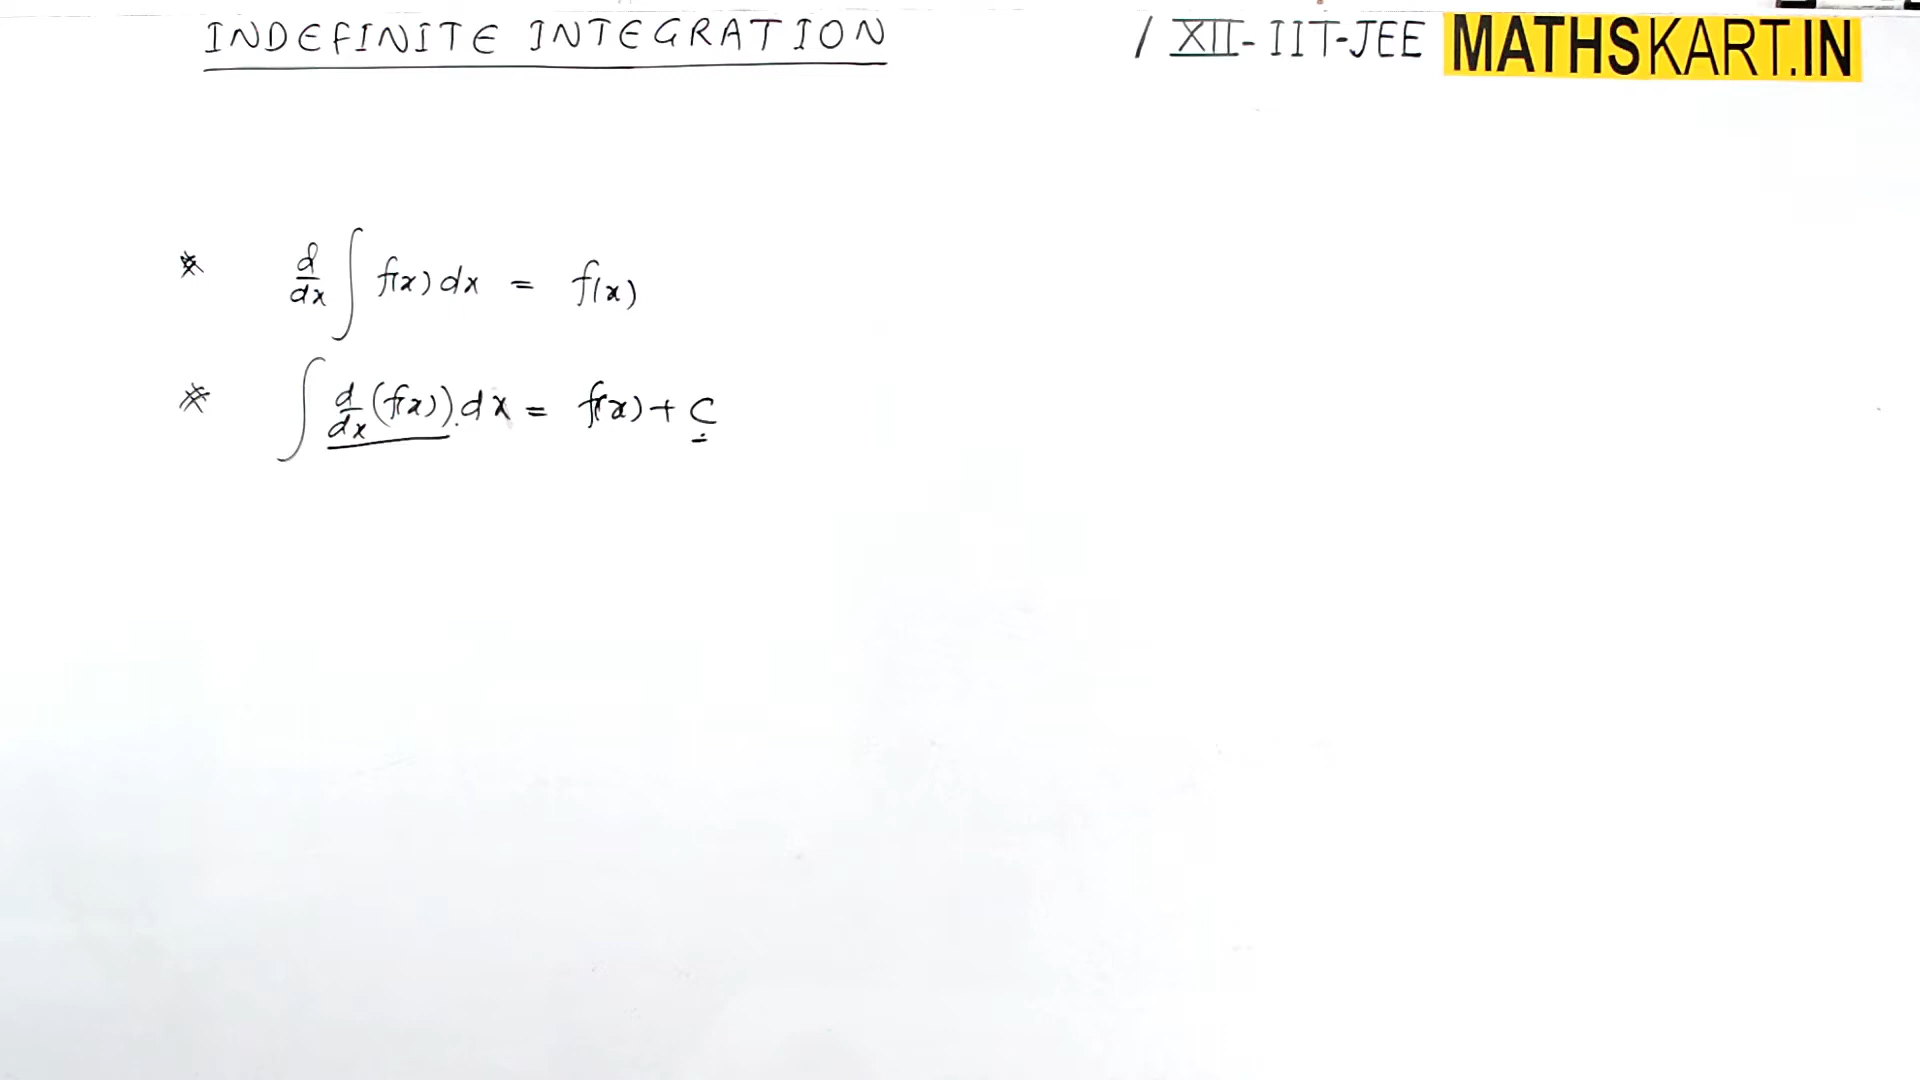 INDEFINITE INTEGRATION / XII - IIT-JEE MATHSKART.IN
* d/dx ∫ f(x) dx = f(x)
* ∫ d/dx (f(x)) . dx = f(x) + C